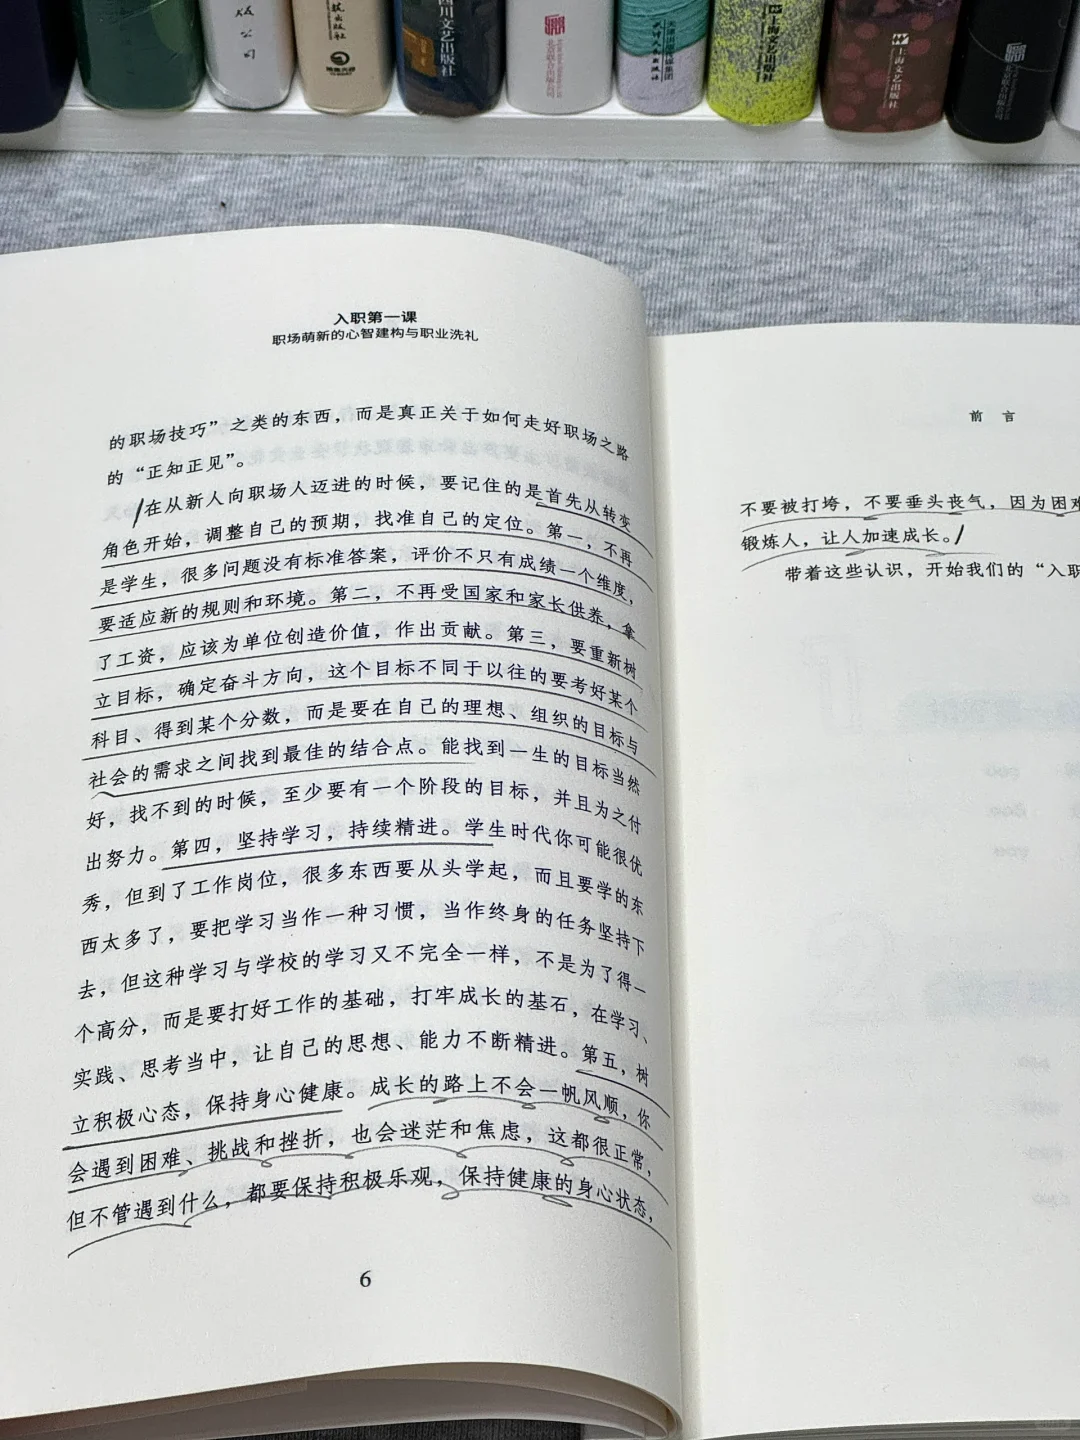 版公司
四川文艺出版社
北京联合出版公司
上海文艺出版社
上海文艺出版社
入职第一课
职场萌新的心智建构与职业洗礼
的职场技巧”之类的东西，而是真正关于如何走好职场之路
的“正知正见”。
在从新人向职场人迈进的时候，要记住的是首先从转变
角色开始，调整自己的预期，找准自己的定位。第一，不再
是学生，很多问题没有标准答案，评价不只有成绩一个维度，
要适应新的规则和环境。第二，不再受国家和家长供养，拿
了工资，应该为单位创造价值，作出贡献。第三，要重新树
立目标，确定奋斗方向，这个目标不同于以往的要考好某个
科目、得到某个分数，而是要在自己的理想、组织的目标与
社会的需求之间找到最佳的结合点。能找到一生的目标当然
好，找不到的时候，至少要有一个阶段的目标，并且为之付
出努力。第四，坚持学习，持续精进。学生时代你可能很优
秀，但到了工作岗位，很多东西要从头学起，而且要学的东
西太多了，要把学习当作一种习惯，当作终身的任务坚持下
去，但这种学习与学校的学习又不完全一样，不是为了得一
个高分，而是要打好工作的基础，打牢成长的基石，在学习、
实践、思考当中，让自己的思想、能力不断精进。第五，树
立积极心态，保持身心健康。成长的路上不会一帆风顺，你
会遇到困难、挑战和挫折，也会迷茫和焦虑，这都很正常，
但不管遇到什么，都要保持积极乐观，保持健康的身心状态，
6
前 言
不要被打垮，不要垂头丧气，因为困难
锻炼人，让人加速成长。
带着这些认识，开始我们的“入职